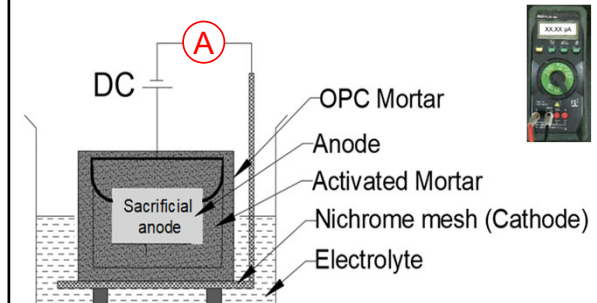 A
XX.XX µA
DC
OPC Mortar
Anode
Activated Mortar
Sacrificial
anode
Nichrome mesh (Cathode)
Electrolyte